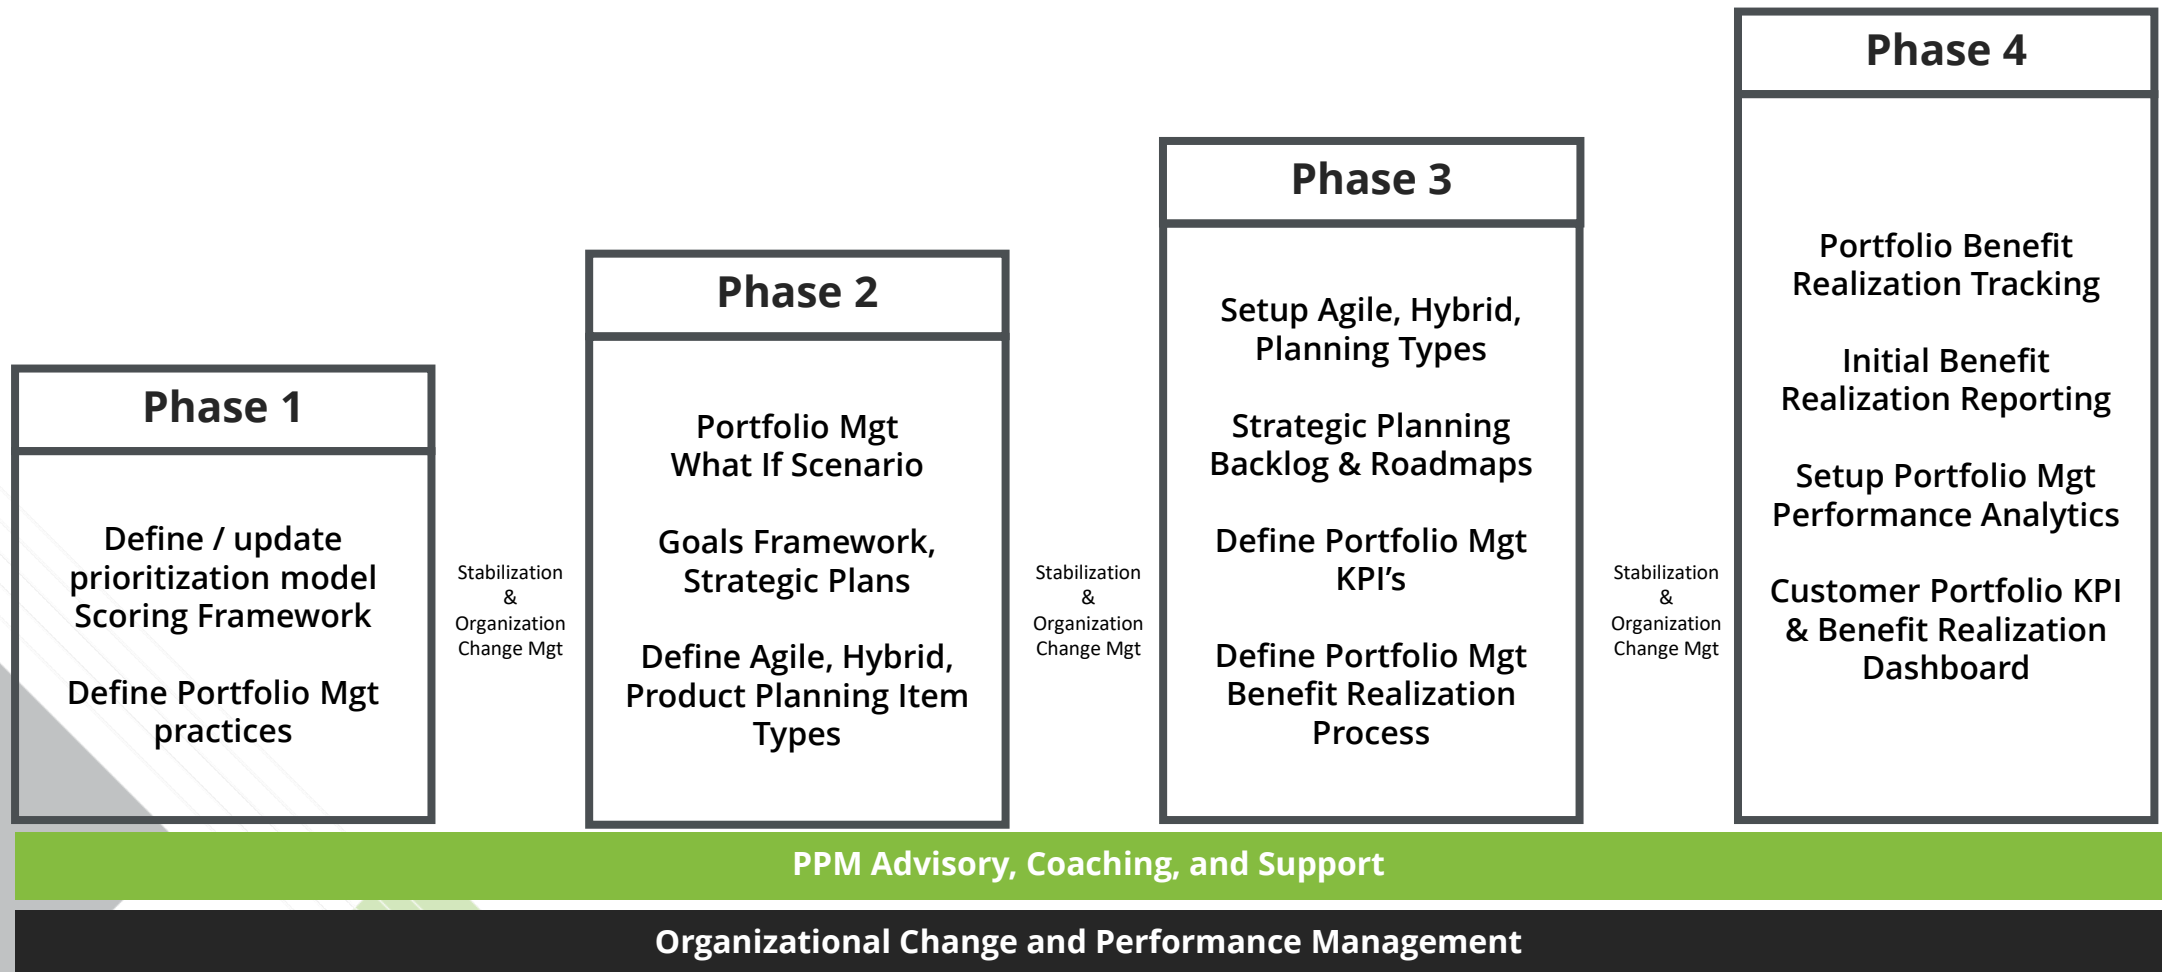 Phase 1
Define / update
prioritization model
Scoring Framework
Define Portfolio Mgt
practices
Stabilization
&
Organization
Change Mgt
Phase 2
Portfolio Mgt
What If Scenario
Goals Framework,
Strategic Plans
Define Agile, Hybrid,
Product Planning Item
Types
Stabilization
&
Organization
Change Mgt
Phase 3
Setup Agile, Hybrid,
Planning Types
Strategic Planning
Backlog & Roadmaps
Define Portfolio Mgt
KPI’s
Define Portfolio Mgt
Benefit Realization
Process
Stabilization
&
Organization
Change Mgt
Phase 4
Portfolio Benefit
Realization Tracking
Initial Benefit
Realization Reporting
Setup Portfolio Mgt
Performance Analytics
Customer Portfolio KPI
& Benefit Realization
Dashboard
PPM Advisory, Coaching, and Support
Organizational Change and Performance Management